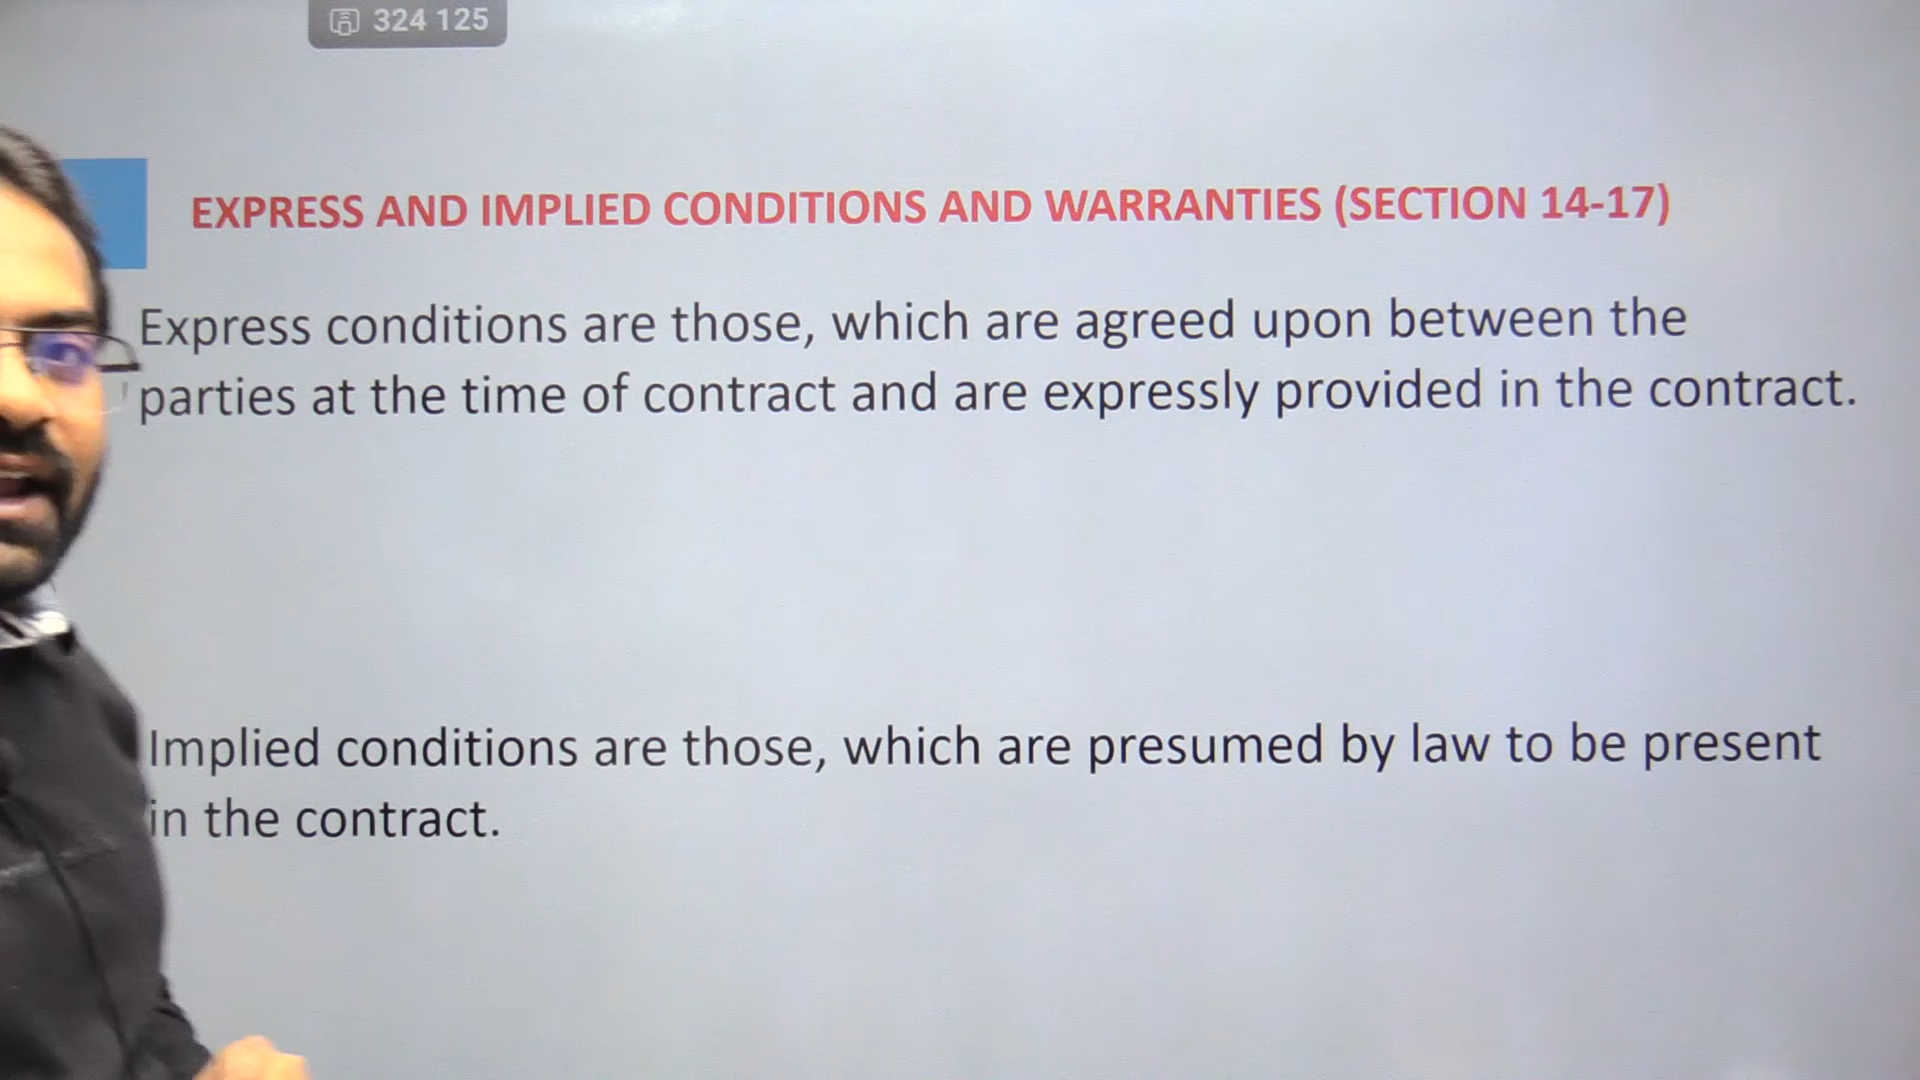 324 125
EXPRESS AND IMPLIED CONDITIONS AND WARRANTIES (SECTION 14-17)
Express conditions are those, which are agreed upon between the
parties at the time of contract and are expressly provided in the contract.
Implied conditions are those, which are presumed by law to be present
in the contract.